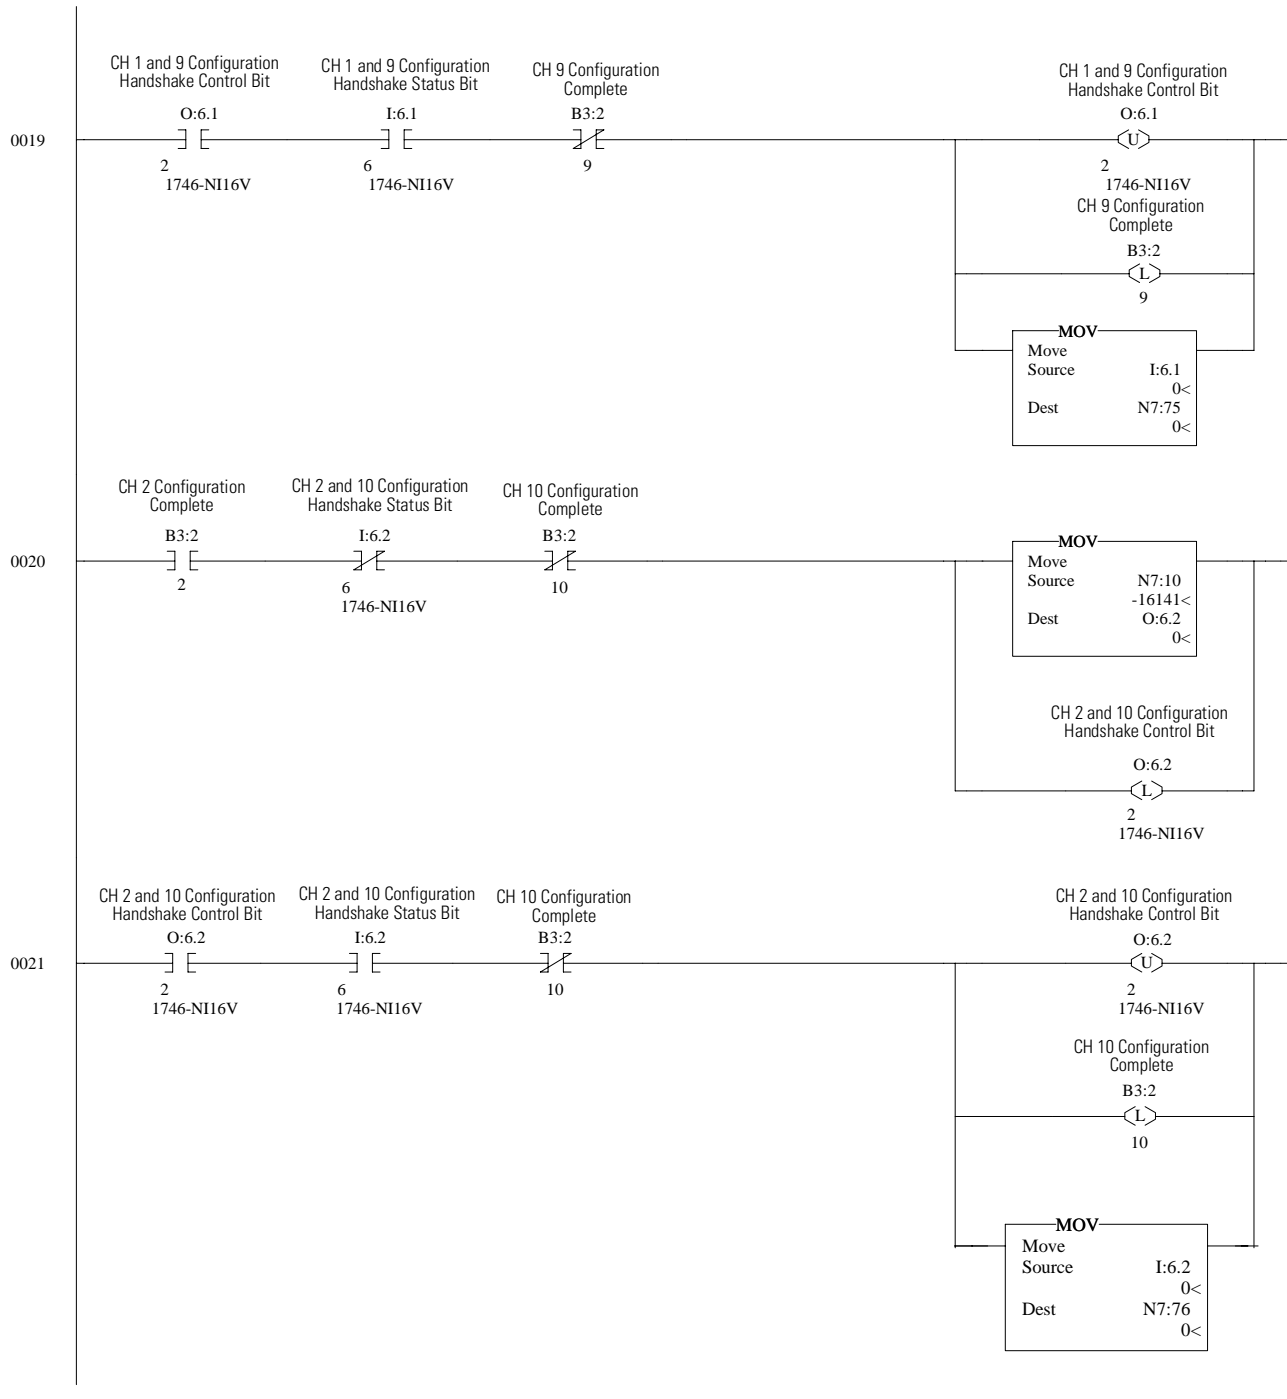 CH 1 and 9 Configuration
Handshake Control Bit
O:6.1
2
1746-NI16V
CH 1 and 9 Configuration
Handshake Status Bit
I:6.1
6
1746-NI16V
CH 9 Configuration
Complete
B3:2
9
CH 1 and 9 Configuration
Handshake Control Bit
O:6.1
U
2
1746-NI16V
0019
CH 9 Configuration
Complete
B3:2
L
9
MOV
Move
Source I:6.1
0<
Dest N7:75
0<
CH 2 Configuration
Complete
B3:2
2
CH 2 and 10 Configuration
Handshake Status Bit
I:6.2
6
1746-NI16V
CH 10 Configuration
Complete
B3:2
10
0020
MOV
Move
Source N7:10
-16141<
Dest O:6.2
0<
CH 2 and 10 Configuration
Handshake Control Bit
O:6.2
L
2
1746-NI16V
CH 2 and 10 Configuration
Handshake Control Bit
O:6.2
2
1746-NI16V
CH 2 and 10 Configuration
Handshake Status Bit
I:6.2
6
1746-NI16V
CH 10 Configuration
Complete
B3:2
10
CH 2 and 10 Configuration
Handshake Control Bit
O:6.2
U
2
1746-NI16V
0021
CH 10 Configuration
Complete
B3:2
L
10
MOV
Move
Source I:6.2
0<
Dest N7:76
0<